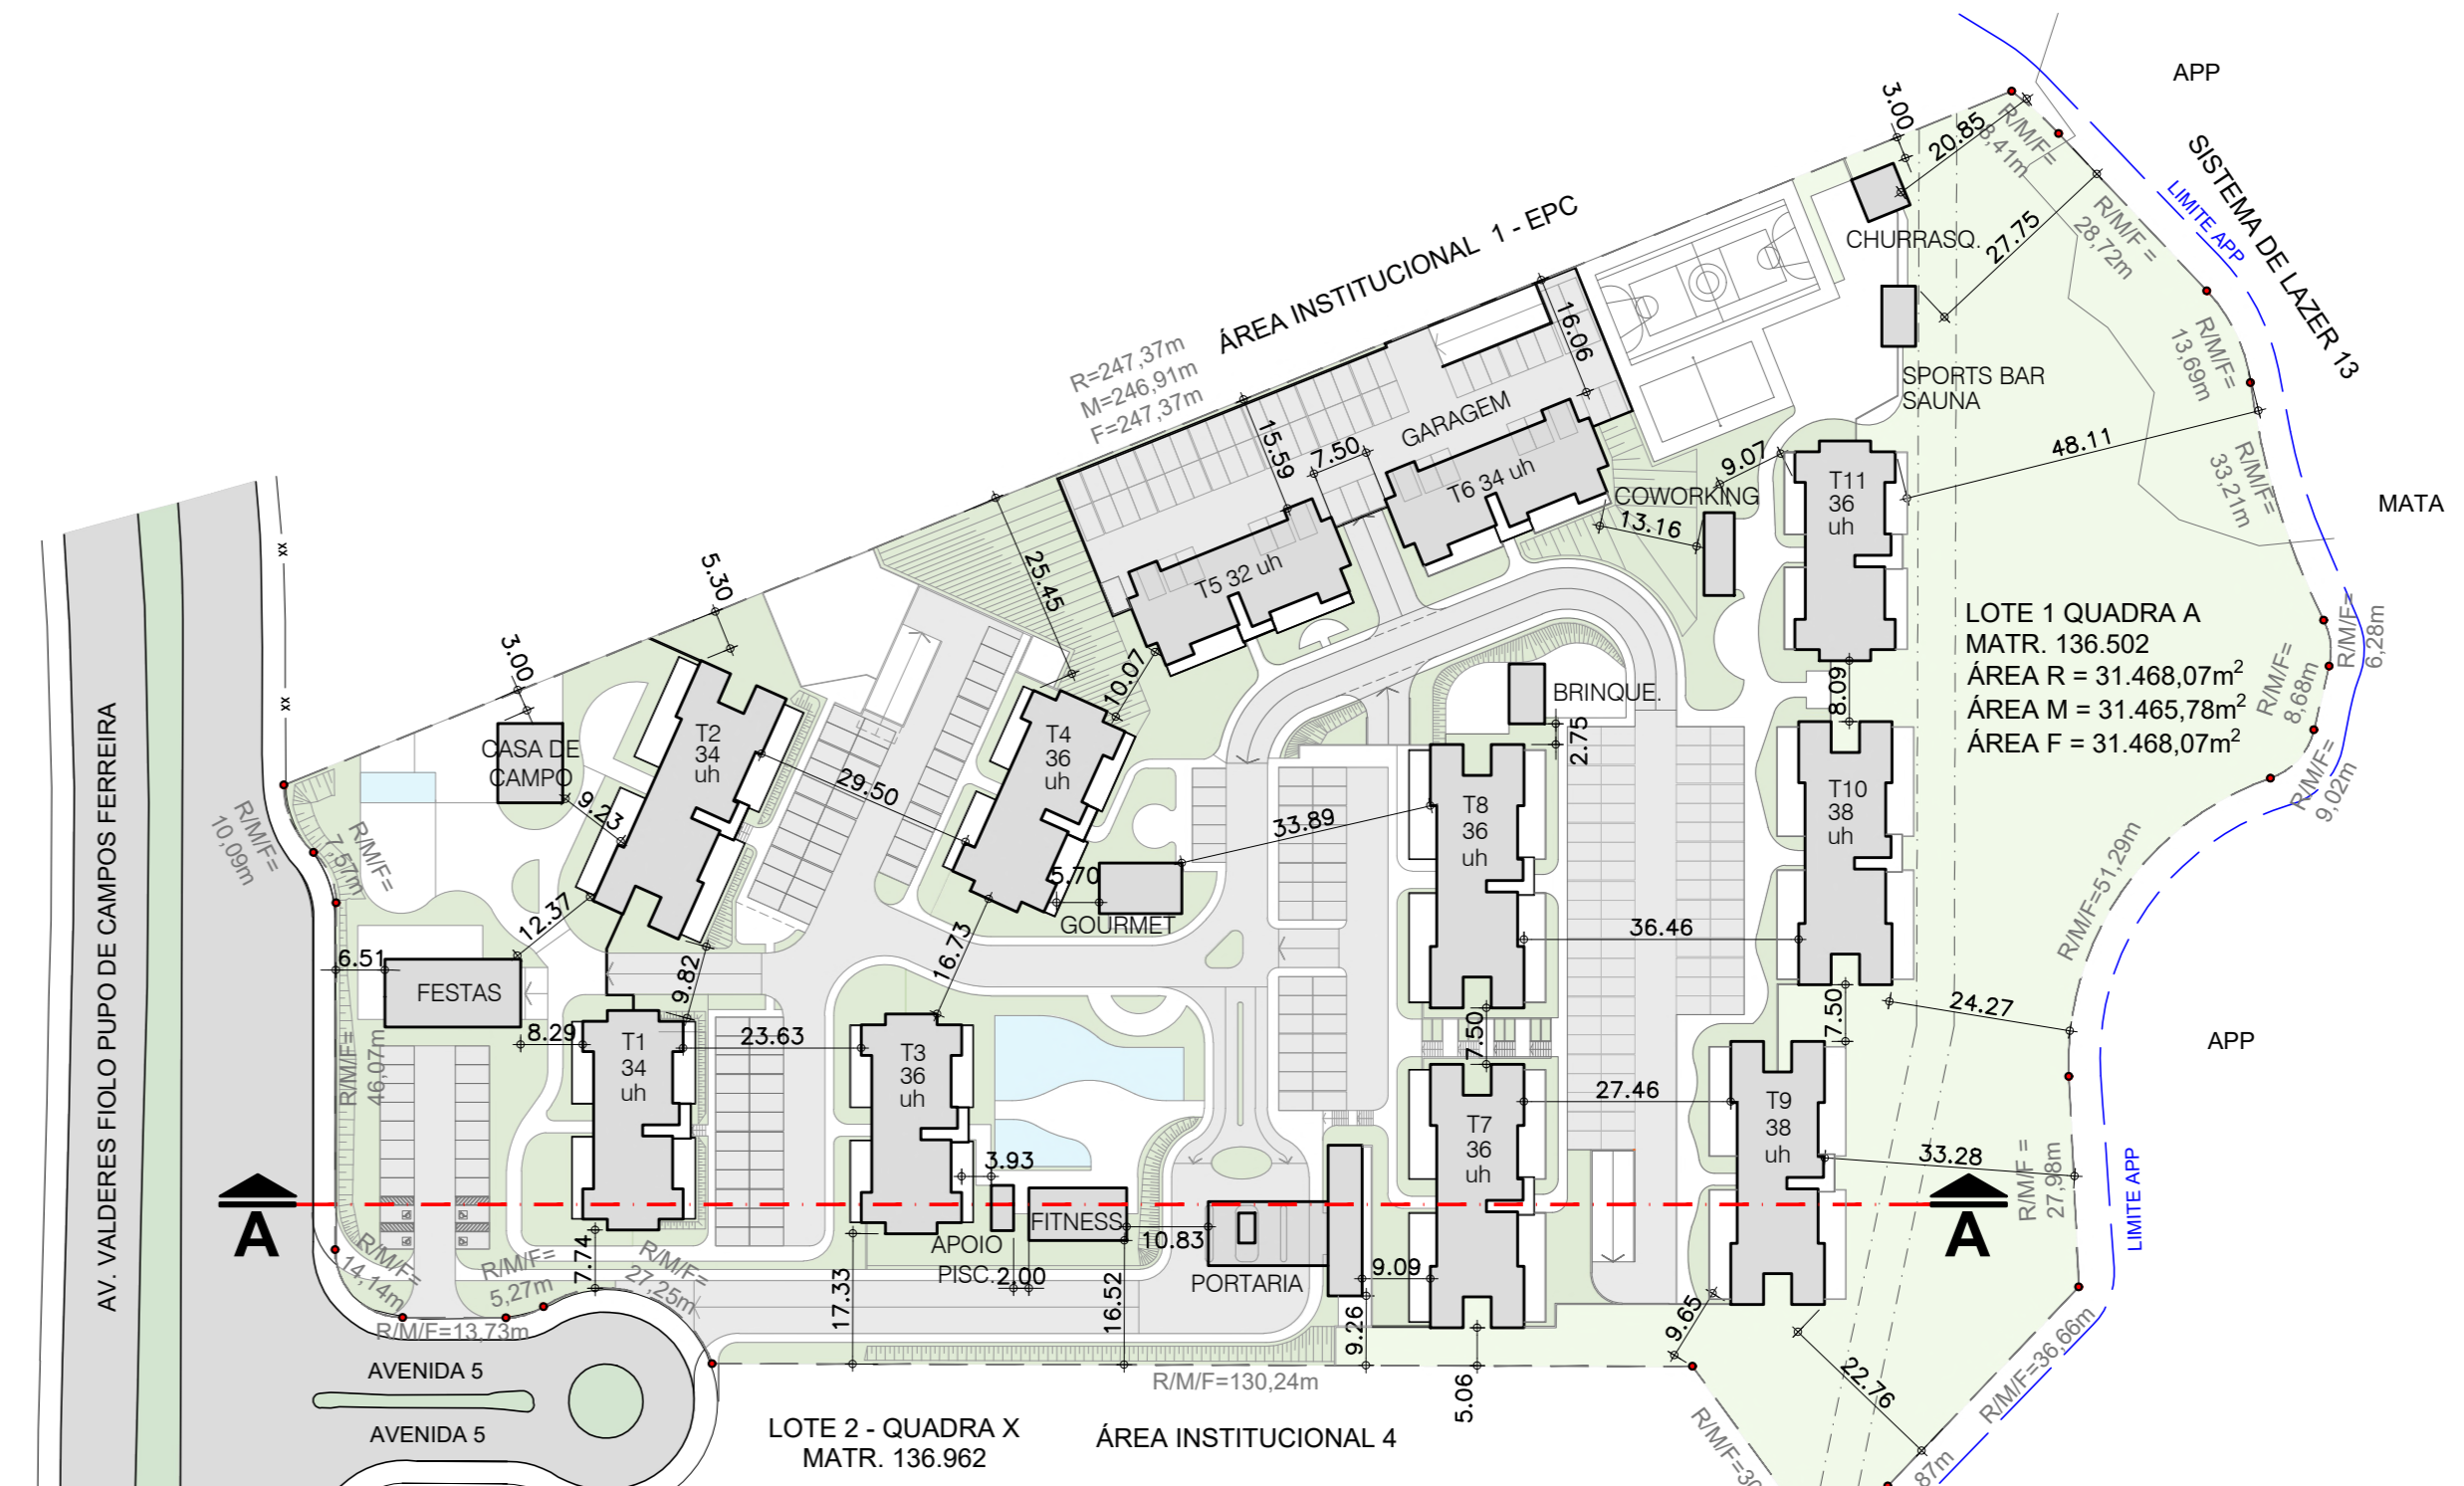 APP
SISTEMA DE LAZER 13
LIMITE APP
3.00
20.85
R/M/F=
8,41m
R/M/F =
28,72m
27.75
CHURRASQ.
ÁREA INSTITUCIONAL 1 - EPC
R=247,37m
M=246,91m
F=247,37m
16.06
GARAGEM
15.59
7.50
T6 34 uh
T5 32 uh
SPORTS BAR
SAUNA
R/M/F=
13,69m
48.11
R/M/F=
33,21m
MATA
9.07
COWORKING
13.16
T11
36
uh
LOTE 1 QUADRA A
MATR. 136.502
ÁREA R = 31.468,07m²
ÁREA M = 31.465,78m²
ÁREA F = 31.468,07m²
R/M/F=
6,28m
R/M/F=
8,68m
R/M/F=
9,02m
xx
xx
5.30
3.00
25.45
10.07
CASA DE
CAMPO
9.23
T2
34
uh
29.50
T4
36
uh
5.70
GOURMET
33.89
BRINQUE.
2.75
8.09
T8
36
uh
36.46
T10
38
uh
R/M/F=51,29m
24.27
APP
7.50
AV. VALDERES FIOLO PUPO DE CAMPOS FERREIRA
R/M/F=
10,09m
R/M/F=
7,57m
12.37
6.51
FESTAS
8.29
9.82
16.73
R/M/F=
46,07m
T1
34
uh
23.63
T3
36
uh
3.93
7.50
T7
36
uh
27.46
T9
38
uh
33.28
R/M/F =
27,98m
LIMITE APP
A
A
FITNESS
APOIO
PISC.
2.00
10.83
PORTARIA
9.09
7.74
17.33
16.52
9.26
5.06
9.65
22.76
R/M/F=
14,14m
R/M/F=
5,27m
R/M/F=
27,25m
R/M/F=13,73m
R/M/F=130,24m
R/M/F=36,66m
87m
AVENIDA 5
AVENIDA 5
LOTE 2 - QUADRA X
MATR. 136.962
ÁREA INSTITUCIONAL 4